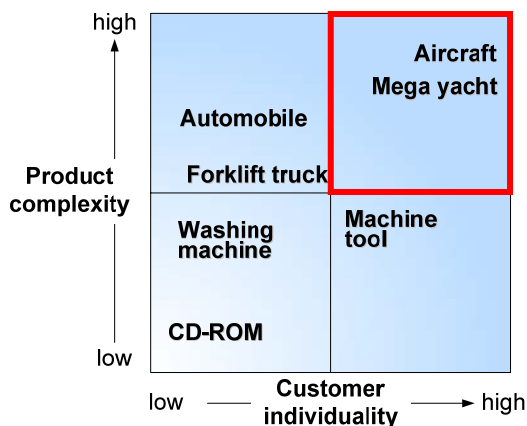 high
Aircraft
Mega yacht
Automobile
Product
complexity
Forklift truck
Washing
machine
Machine
tool
CD-ROM
low
low
Customer
individuality
high